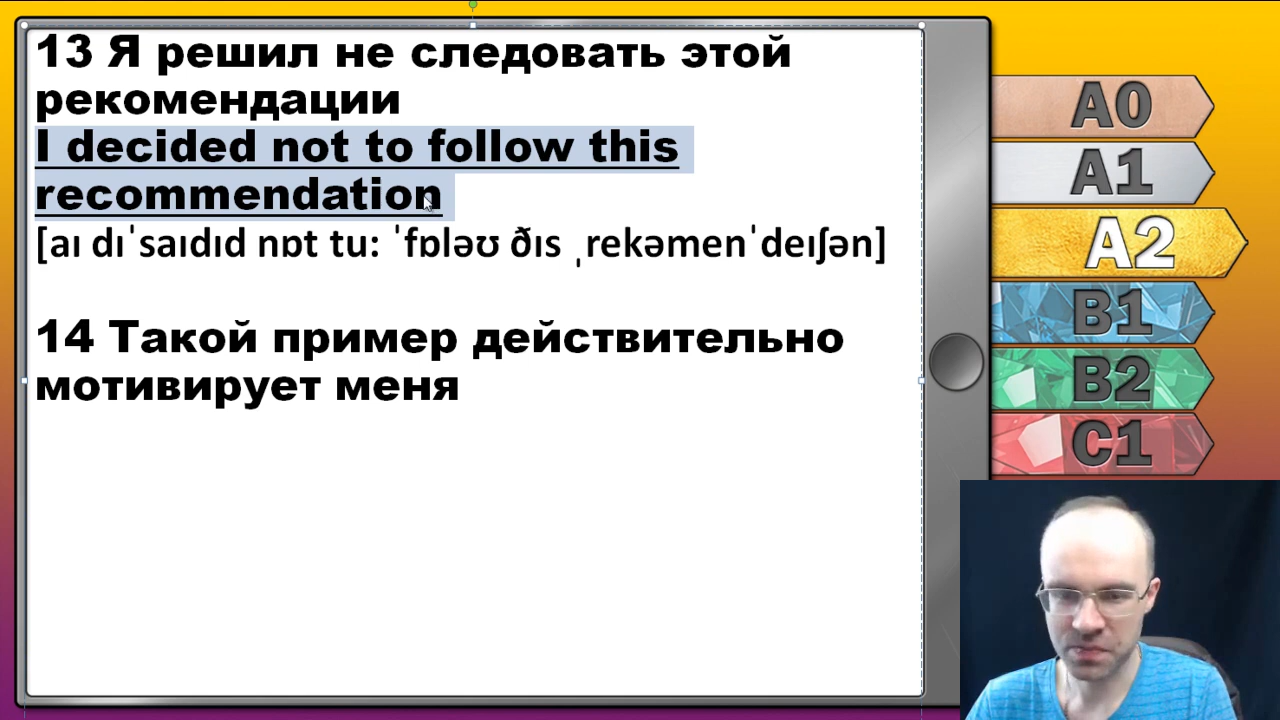 13 Я решил не следовать этой
рекомендации
I decided not to follow this
recommendation
[aɪ dɪˈsaɪdɪd nɒt tu: ˈfɒləʊ ðɪs ˌrekəmenˈdeɪʃən]
14 Такой пример действительно
мотивирует меня
A0
A1
A2
B1
B2
C1